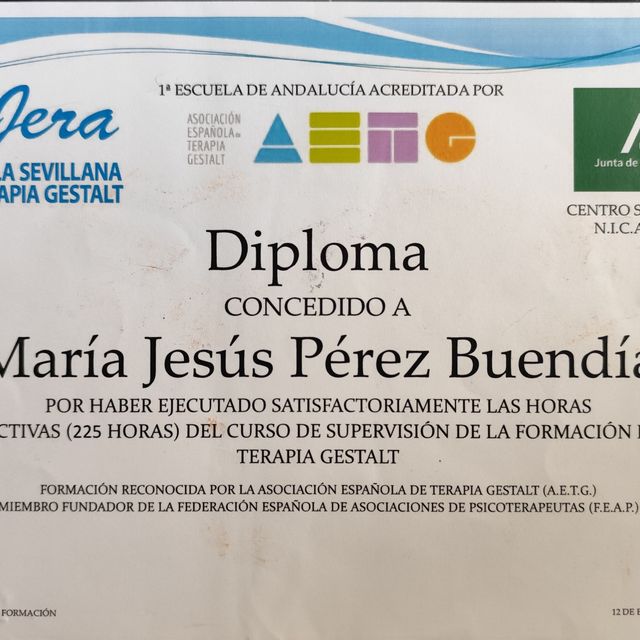 1ª ESCUELA DE ANDALUCÍA ACREDITADA POR
Jera
LA SEVILLANA
APIA GESTALT
ASOCIACIÓN
ESPAÑOLA DE
TERAPIA
GESTALT
AETG
Junta de
CENTRO S
N.I.C.A
Diploma
CONCEDIDO A
María Jesús Pérez Buendía
POR HABER EJECUTADO SATISFACTORIAMENTE LAS HORAS
CTIVAS (225 HORAS) DEL CURSO DE SUPERVISIÓN DE LA FORMACIÓN
TERAPIA GESTALT
FORMACIÓN RECONOCIDA POR LA ASOCIACIÓN ESPAÑOLA DE TERAPIA GESTALT (A.E.T.G.)
MIEMBRO FUNDADOR DE LA FEDERACIÓN ESPAÑOLA DE ASOCIACIONES DE PSICOTERAPEUTAS (F.E.A.P.)
FORMACIÓN
12 DE E